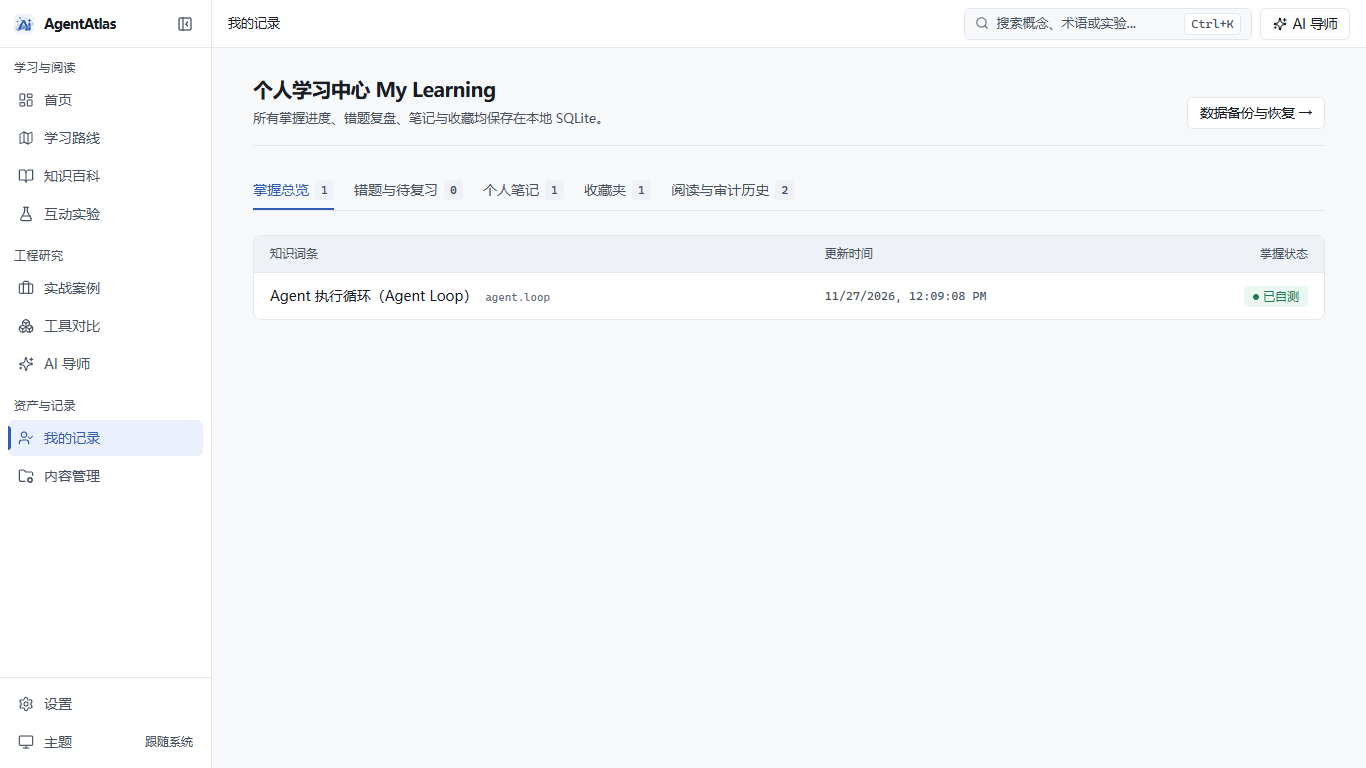 AgentAtlas
我的记录
搜索概念、术语或实验...
Ctrl+K
AI 导师
学习与阅读
首页
学习路线
知识百科
互动实验
工程研究
实战案例
工具对比
AI 导师
资产与记录
我的记录
内容管理
设置
主题 跟随系统
个人学习中心 My Learning
所有掌握进度、错题复盘、笔记与收藏均保存在本地 SQLite。
数据备份与恢复 →
掌握总览 1 错题与待复习 0 个人笔记 1 收藏夹 1 阅读与审计历史 2
知识词条 更新时间 掌握状态
Agent 执行循环（Agent Loop） agent.loop 11/27/2026, 12:09:08 PM 已自测